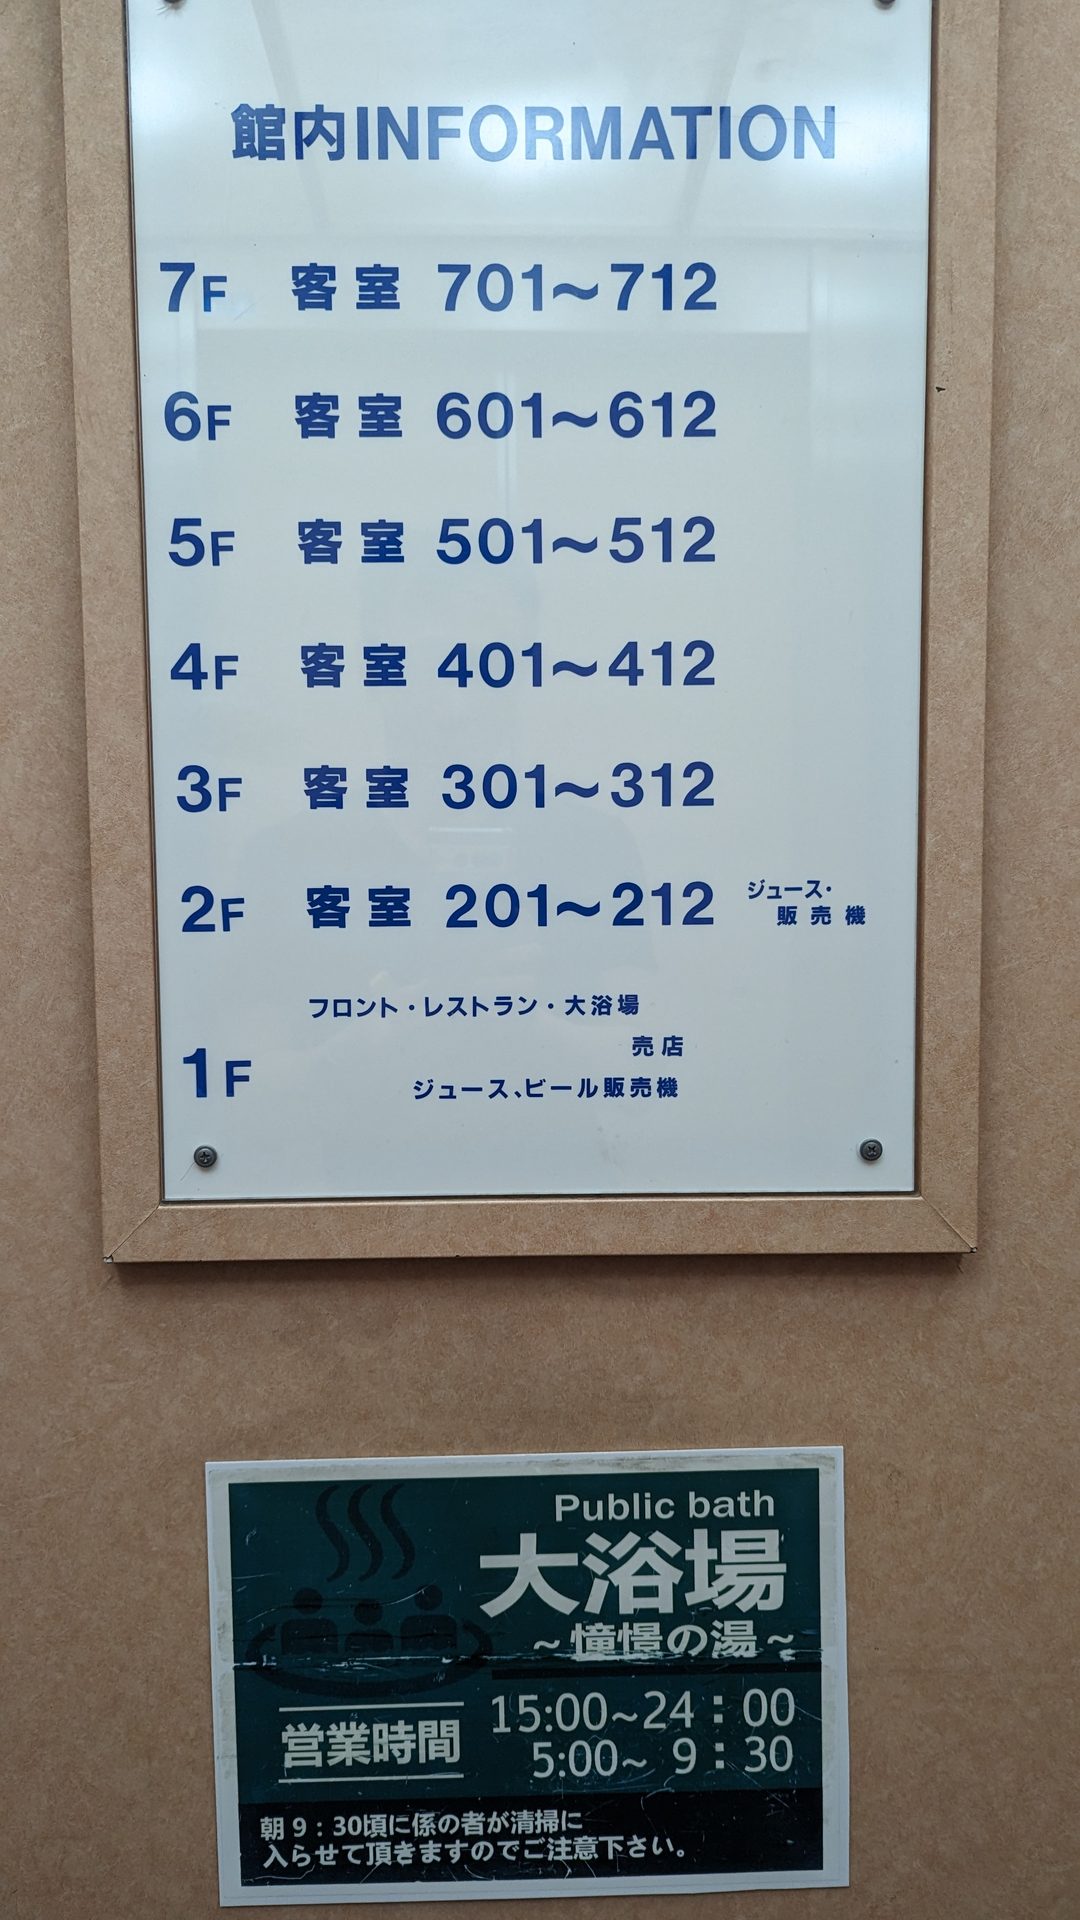 館内INFORMATION
7F 客室 701〜712
6F 客室 601〜612
5F 客室 501〜512
4F 客室 401〜412
3F 客室 301〜312
2F 客室 201〜212 ジュース・
販売機
フロント・レストラン・大浴場
売店
1F
ジュース、ビール販売機
Public bath
大浴場
~憧憬の湯~
営業時間
15:00~24：00
5:00~ 9：30
朝9：30頃に係の者が清掃に
入らせて頂きますのでご注意下さい。